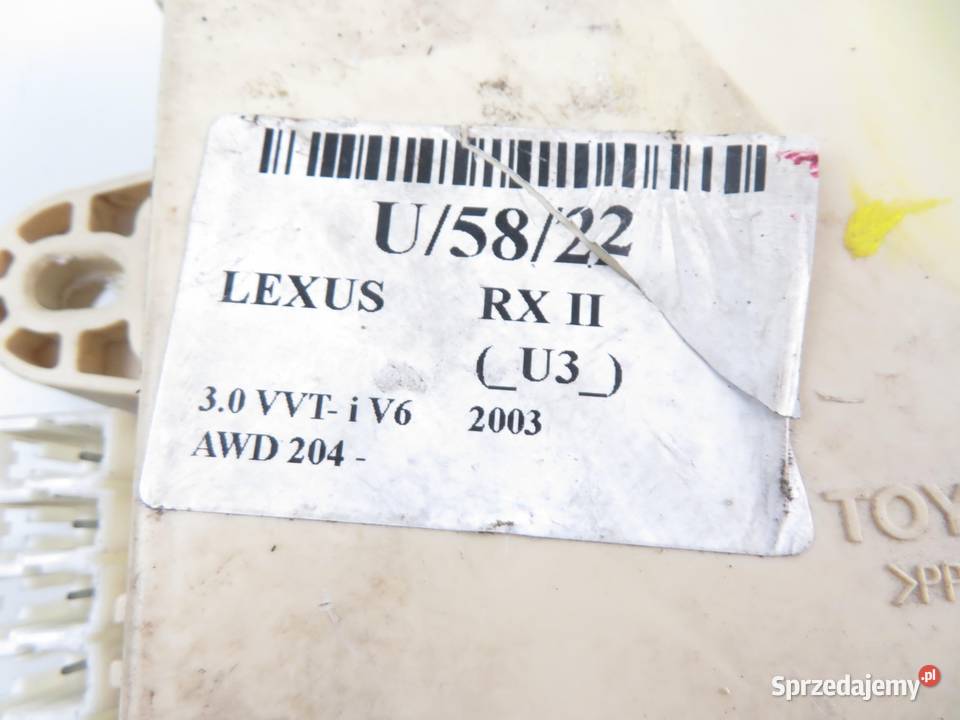 U/58/22
LEXUS RX II
(_U3_)
3.0 VVT- i V6 2003
AWD 204 -
TOY
>PP
Sprzedajemy.pl